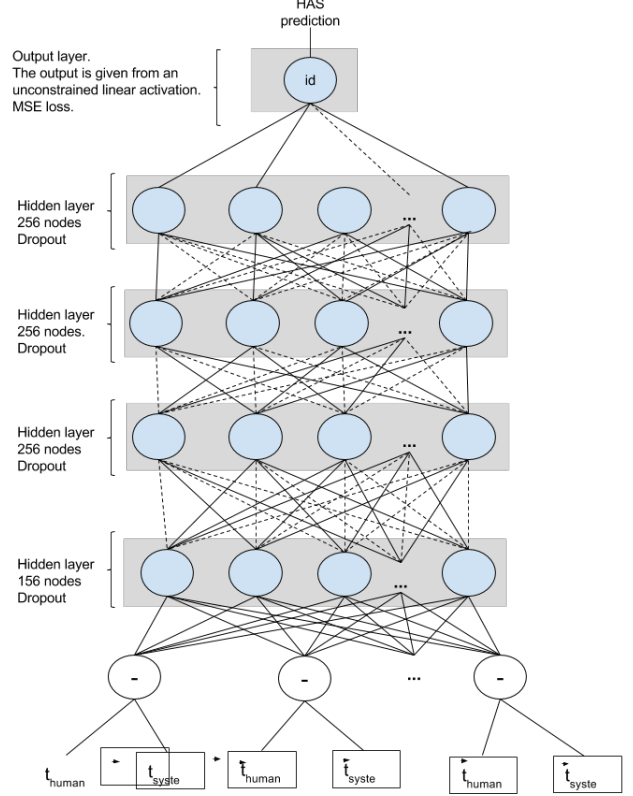 HAS
prediction
Output layer.
The output is given from an
unconstrained linear activation.
MSE loss.
id
Hidden layer
256 nodes
Dropout
...
Hidden layer
256 nodes.
Dropout
...
Hidden layer
256 nodes
Dropout
...
Hidden layer
156 nodes
Dropout
...
- - ... -
t human t syste t human t syste t human t syste